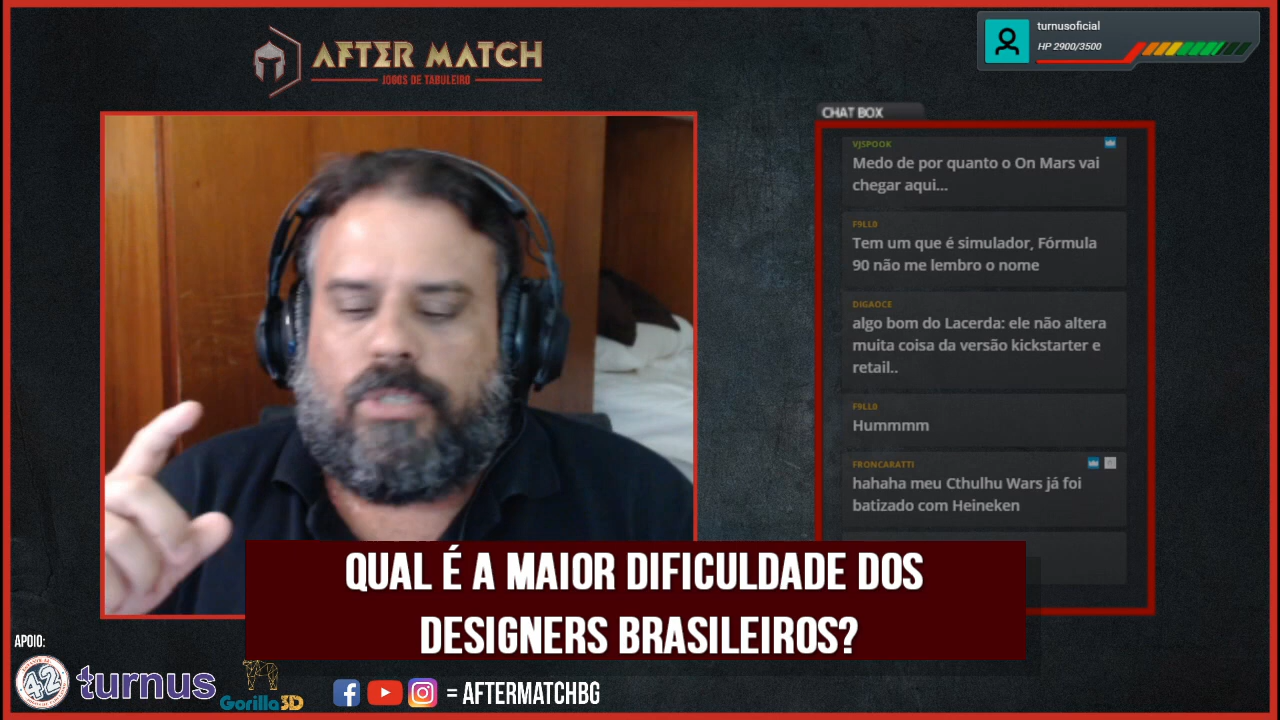 AFTER MATCH
JOGOS DE TABULEIRO
turnusoficial
HP 2900/3500
CHAT BOX
VJSPOOK
Medo de por quanto o On Mars vai
chegar aqui...
F9LL0
Tem um que é simulador, Fórmula
90 não me lembro o nome
DIGAOCE
algo bom do Lacerda: ele não altera
muita coisa da versão kickstarter e
retail..
F9LL0
Hummmm
FRONCARATTI
hahaha meu Cthulhu Wars já foi
batizado com Heineken
QUAL É A MAIOR DIFICULDADE DOS
DESIGNERS BRASILEIROS?
APOIO:
42
turnus
Gorilla3D
= AFTERMATCHBG